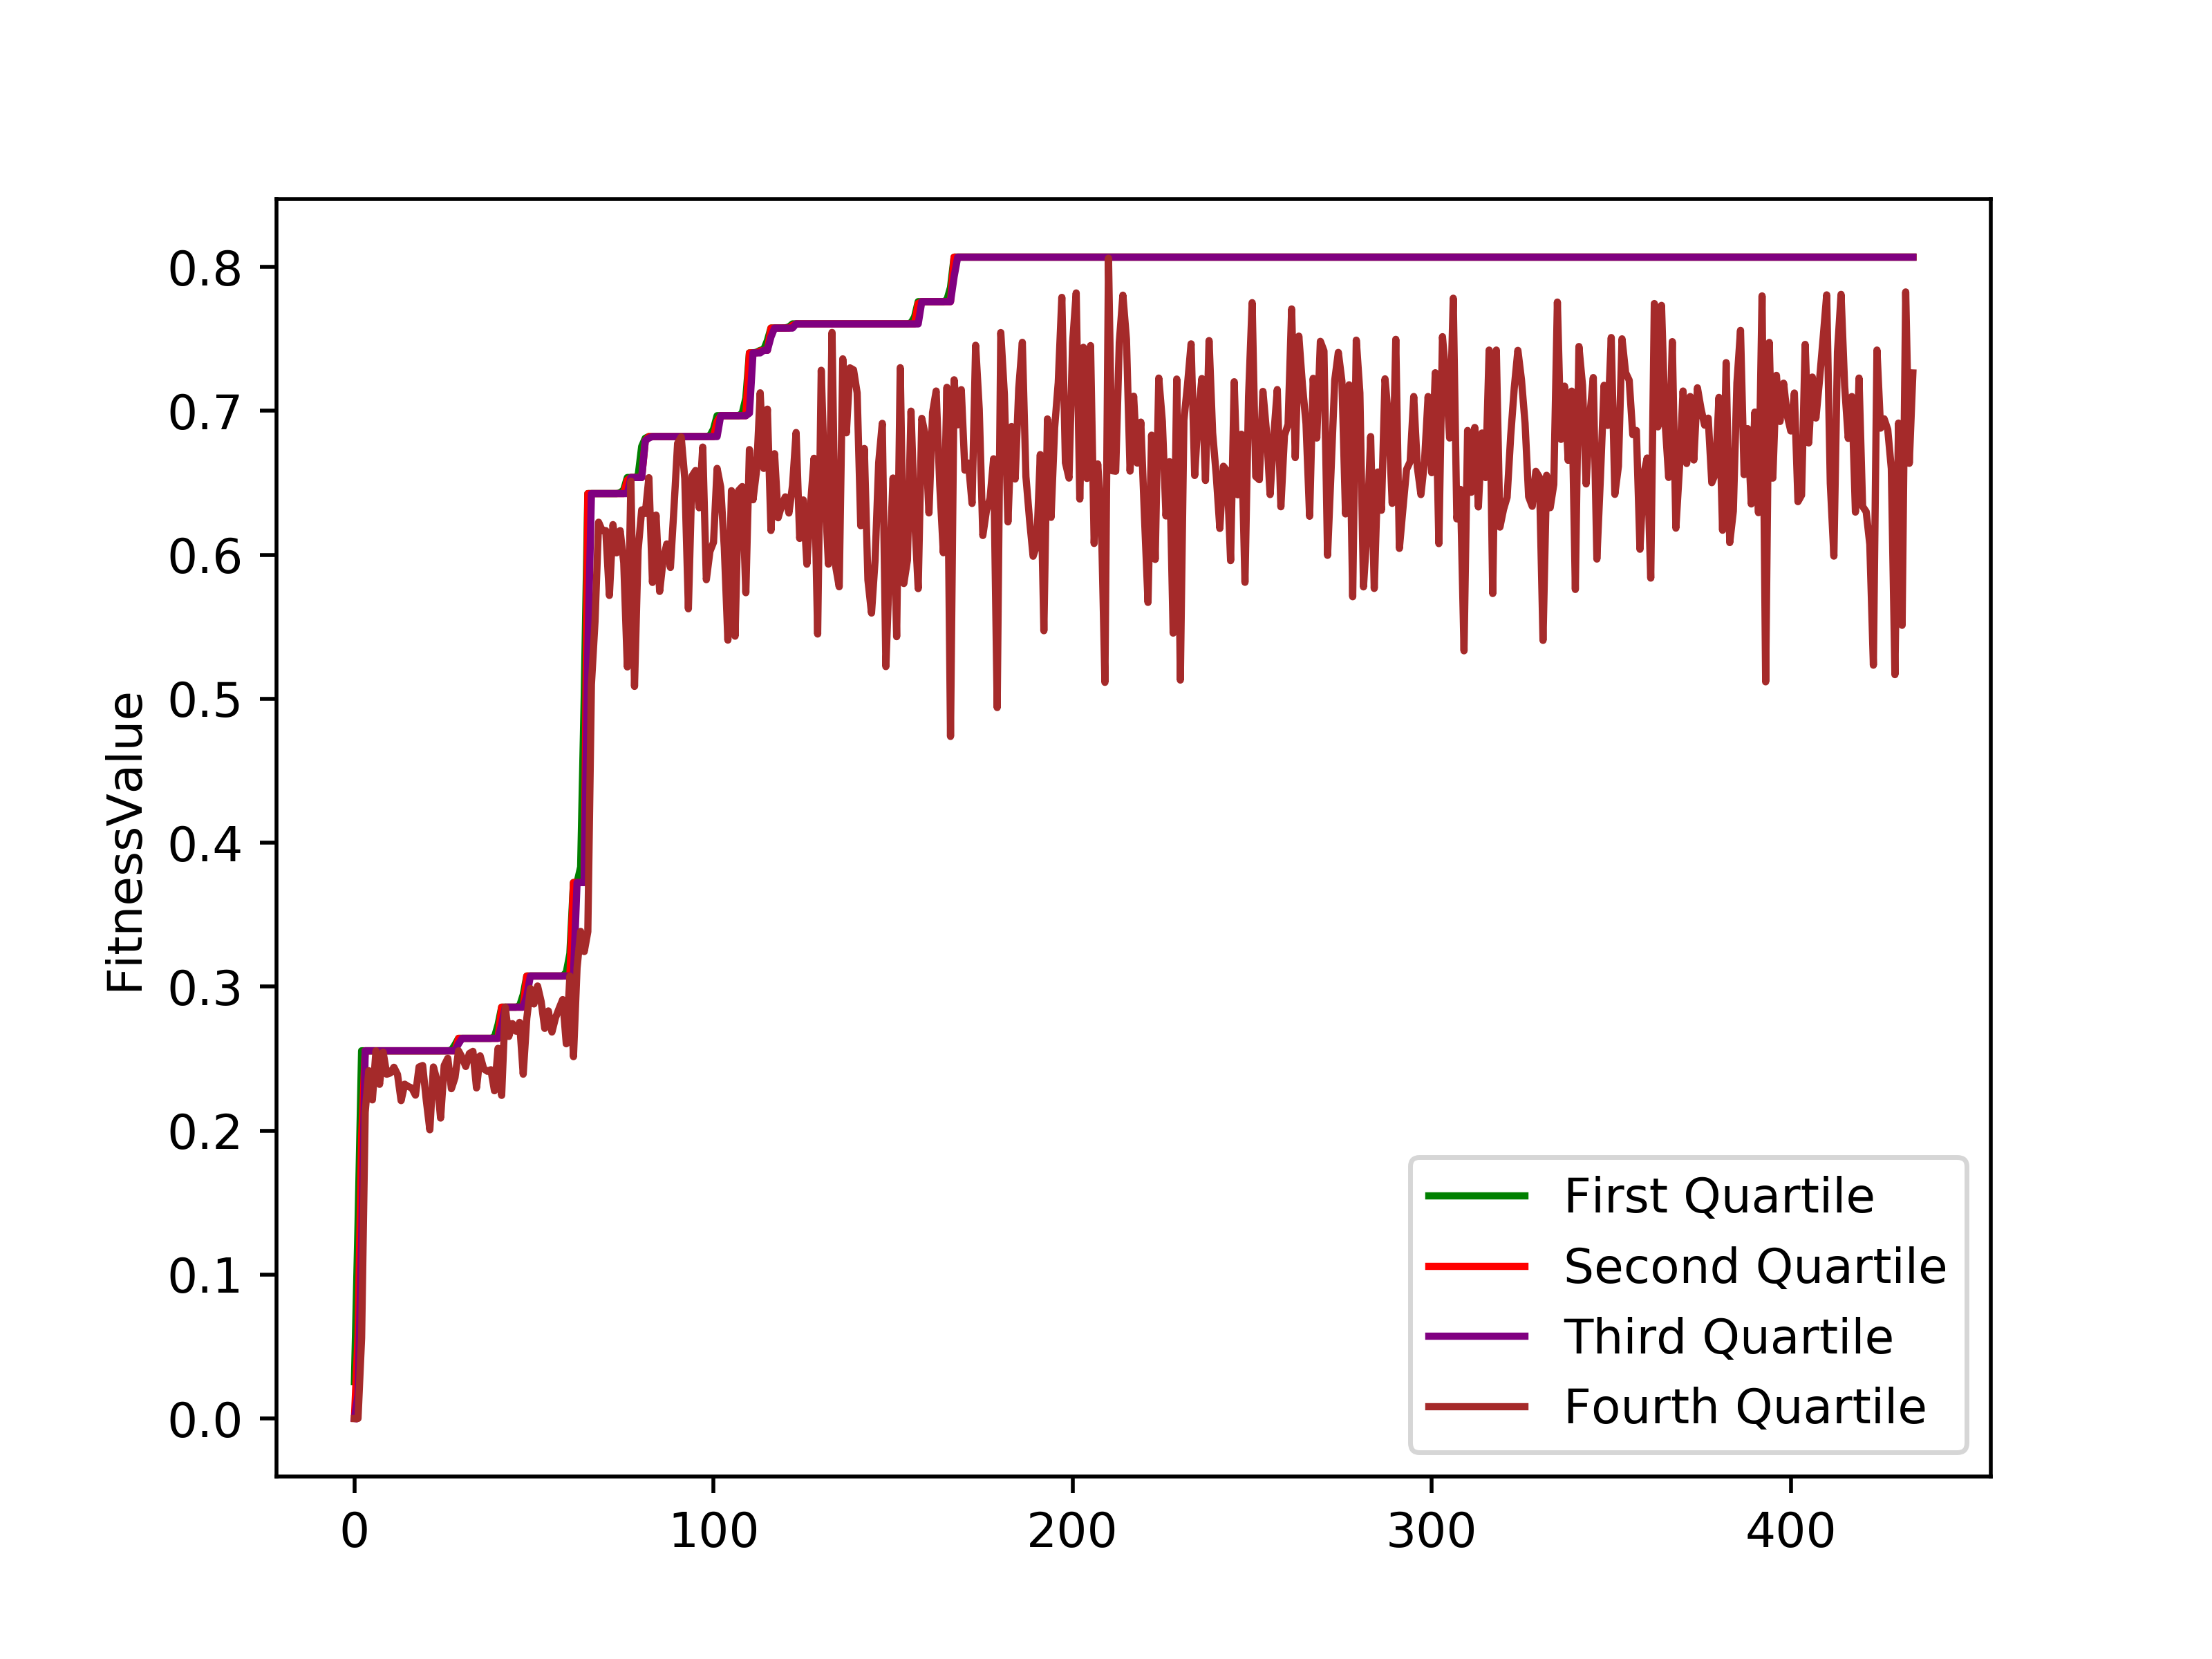 0.8
0.7
0.6
0.5
0.4
0.3
0.2
0.1
0.0
FitnessValue
0 100 200 300 400
First Quartile
Second Quartile
Third Quartile
Fourth Quartile